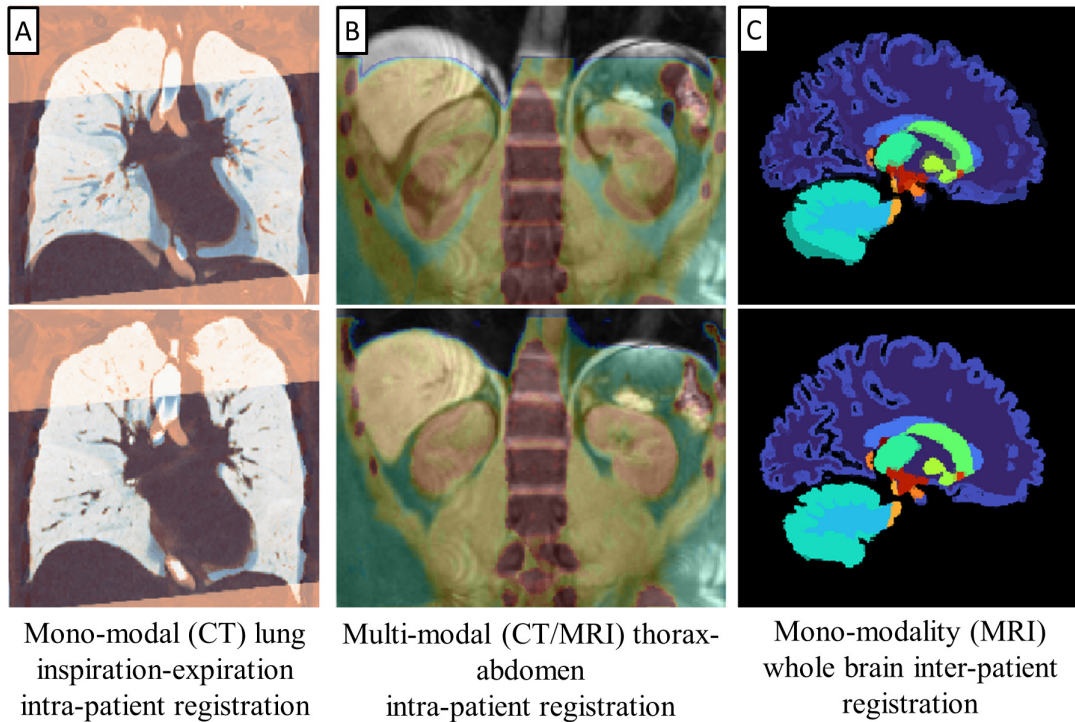 A
B
C
Mono-modal (CT) lung
inspiration-expiration
intra-patient registration
Multi-modal (CT/MRI) thorax-
abdomen
intra-patient registration
Mono-modality (MRI)
whole brain inter-patient
registration